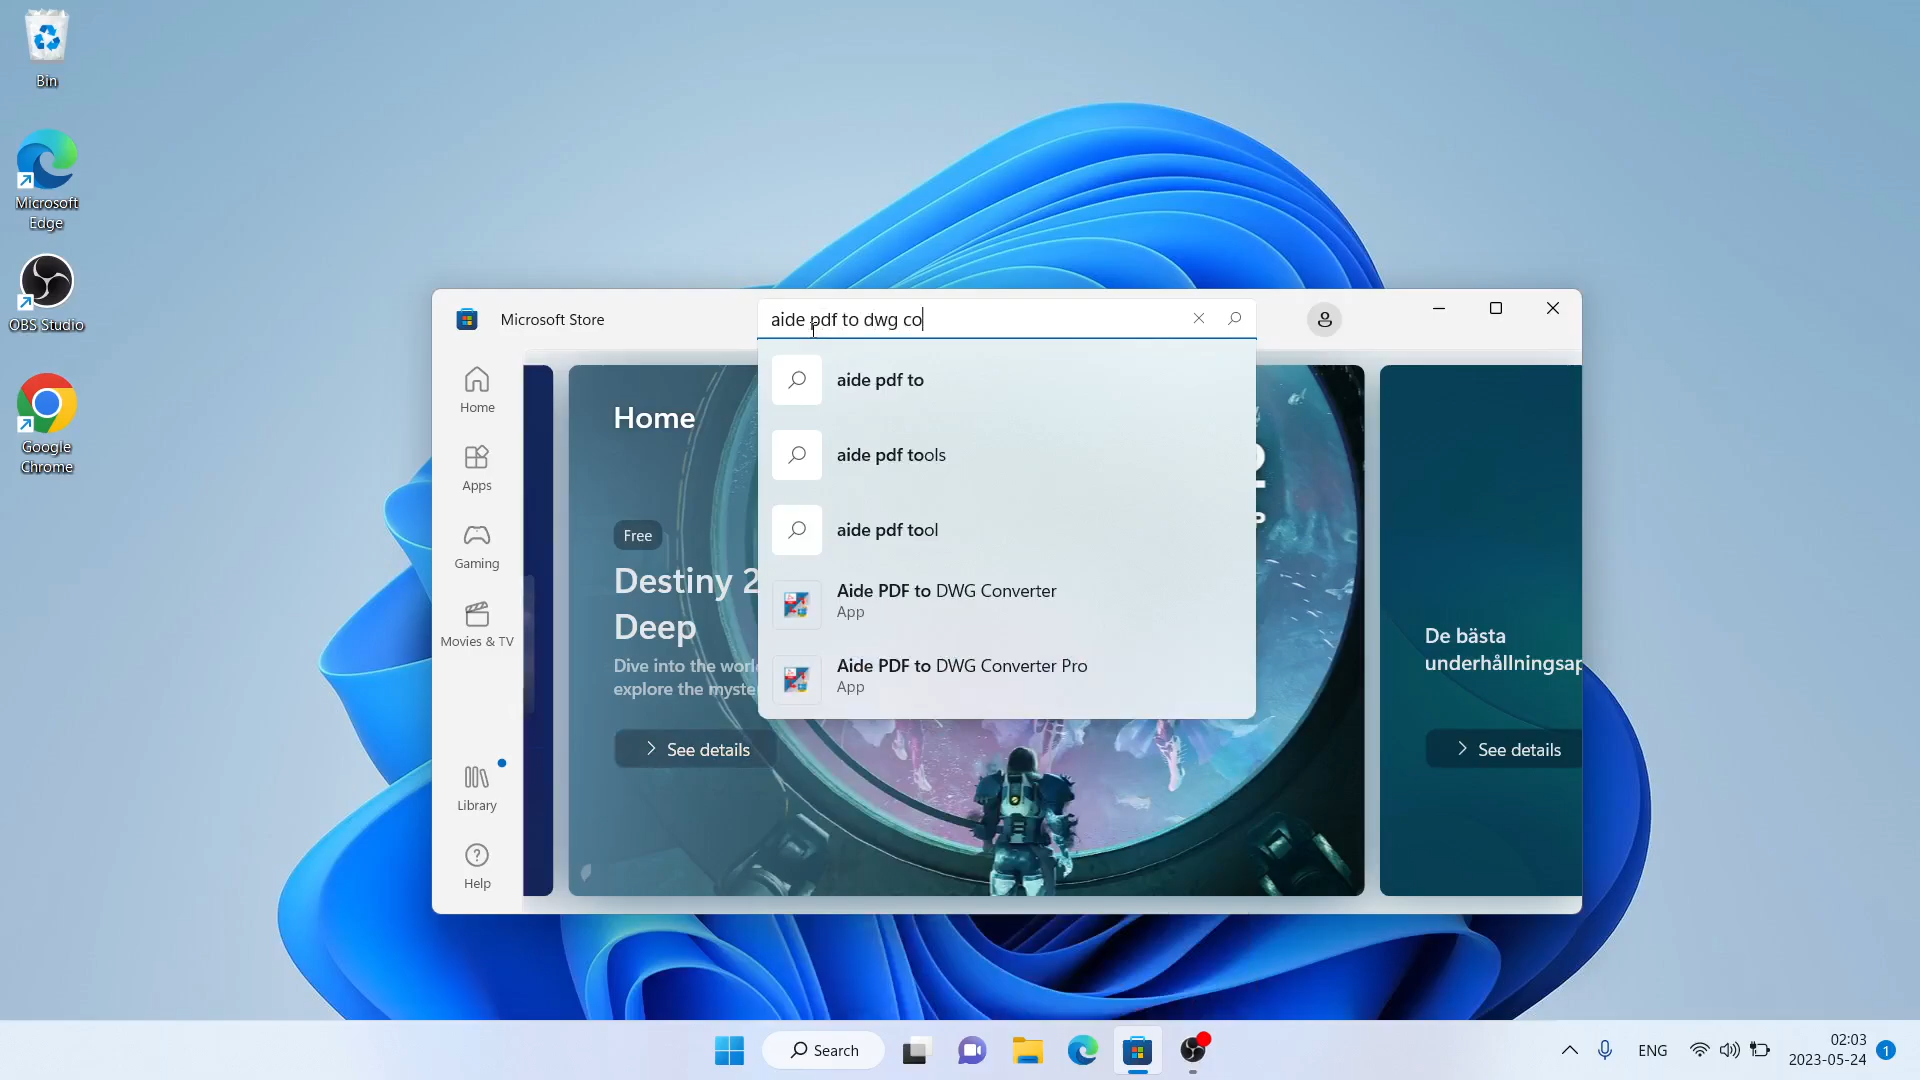 Bin
Microsoft
Edge
OBS Studio
Google
Chrome
Microsoft Store
aide pdf to dwg co
aide pdf to
aide pdf tools
aide pdf tool
Aide PDF to DWG Converter
App
Aide PDF to DWG Converter Pro
App
Home
Apps
Gaming
Movies & TV
Library
Help
Home
Free
Destiny 2
Deep
Dive into the world
explore the myste
See details
De bästa
underhållningsap
See details
Search
ENG
02:03
2023-05-24
1